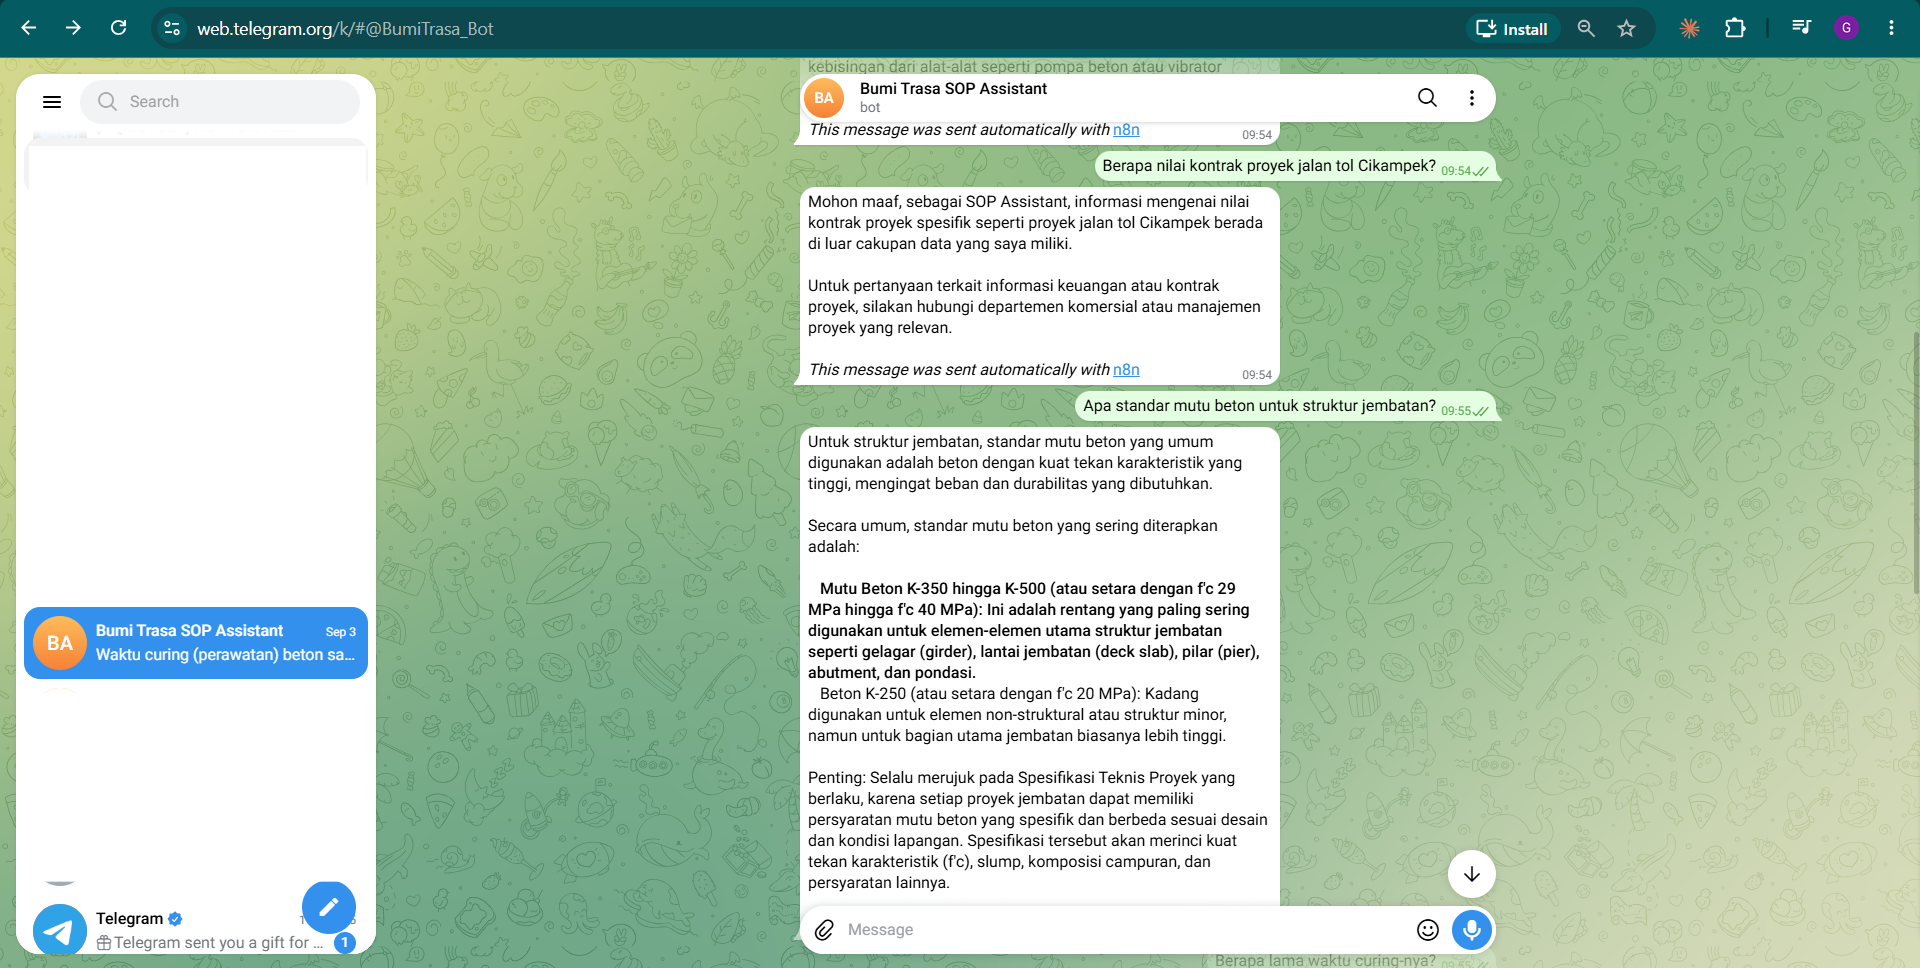 web.telegram.org/k/#@BumiTrasa_Bot
Install
G
Search
Bumi Trasa SOP Assistant
Sep 3
BA
Waktu curing (perawatan) beton sa...
Telegram
Telegram sent you a gift for ...
1
kebisingan dari alat-alat seperti pompa beton atau vibrator
BA
Bumi Trasa SOP Assistant
bot
This message was sent automatically with n8n
09:54
Berapa nilai kontrak proyek jalan tol Cikampek?
09:54
Mohon maaf, sebagai SOP Assistant, informasi mengenai nilai
kontrak proyek spesifik seperti proyek jalan tol Cikampek berada
di luar cakupan data yang saya miliki.
Untuk pertanyaan terkait informasi keuangan atau kontrak
proyek, silakan hubungi departemen komersial atau manajemen
proyek yang relevan.
This message was sent automatically with n8n
09:54
Apa standar mutu beton untuk struktur jembatan?
09:55
Untuk struktur jembatan, standar mutu beton yang umum
digunakan adalah beton dengan kuat tekan karakteristik yang
tinggi, mengingat beban dan durabilitas yang dibutuhkan.
Secara umum, standar mutu beton yang sering diterapkan
adalah:
Mutu Beton K-350 hingga K-500 (atau setara dengan f'c 29
MPa hingga f'c 40 MPa): Ini adalah rentang yang paling sering
digunakan untuk elemen-elemen utama struktur jembatan
seperti gelagar (girder), lantai jembatan (deck slab), pilar (pier),
abutment, dan pondasi.
Beton K-250 (atau setara dengan f'c 20 MPa): Kadang
digunakan untuk elemen non-struktural atau struktur minor,
namun untuk bagian utama jembatan biasanya lebih tinggi.
Penting: Selalu merujuk pada Spesifikasi Teknis Proyek yang
berlaku, karena setiap proyek jembatan dapat memiliki
persyaratan mutu beton yang spesifik dan berbeda sesuai desain
dan kondisi lapangan. Spesifikasi tersebut akan merinci kuat
tekan karakteristik (f'c), slump, komposisi campuran, dan
persyaratan lainnya.
Message
Berapa lama waktu curing-nya?
09:55